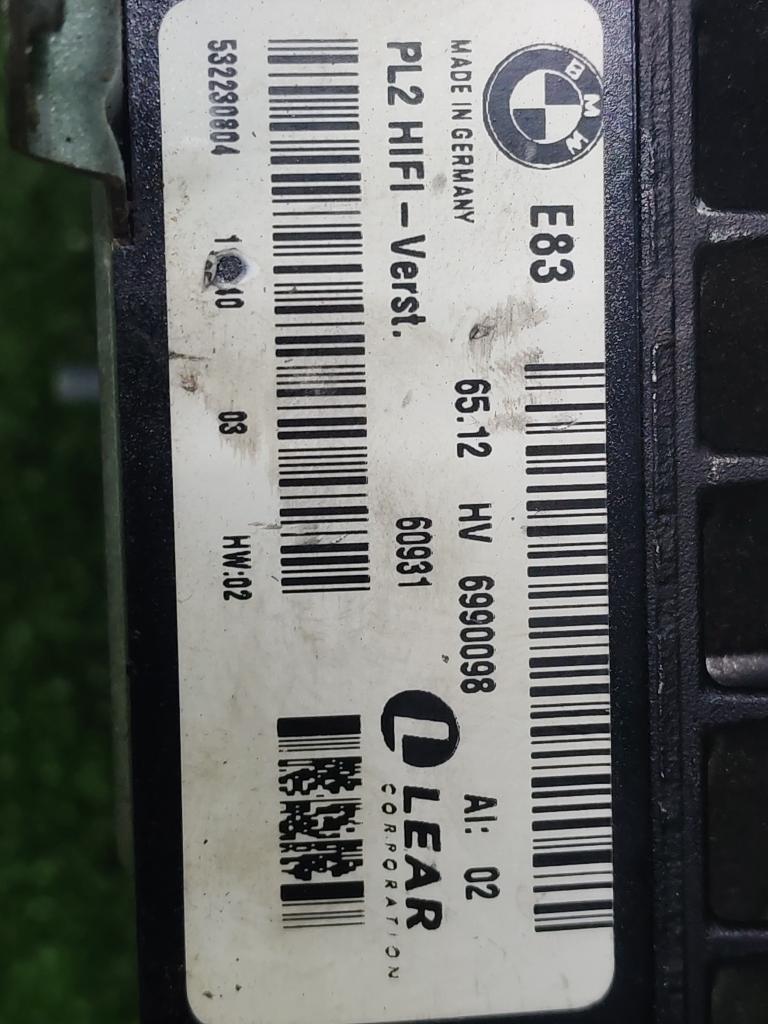 BMW
E83
MADE IN GERMANY
65.12 HV 6990098 AI: 02
PL2 HIFI-Verst. 60931
LEAR
CORPORATION
532230804 03 HW:02